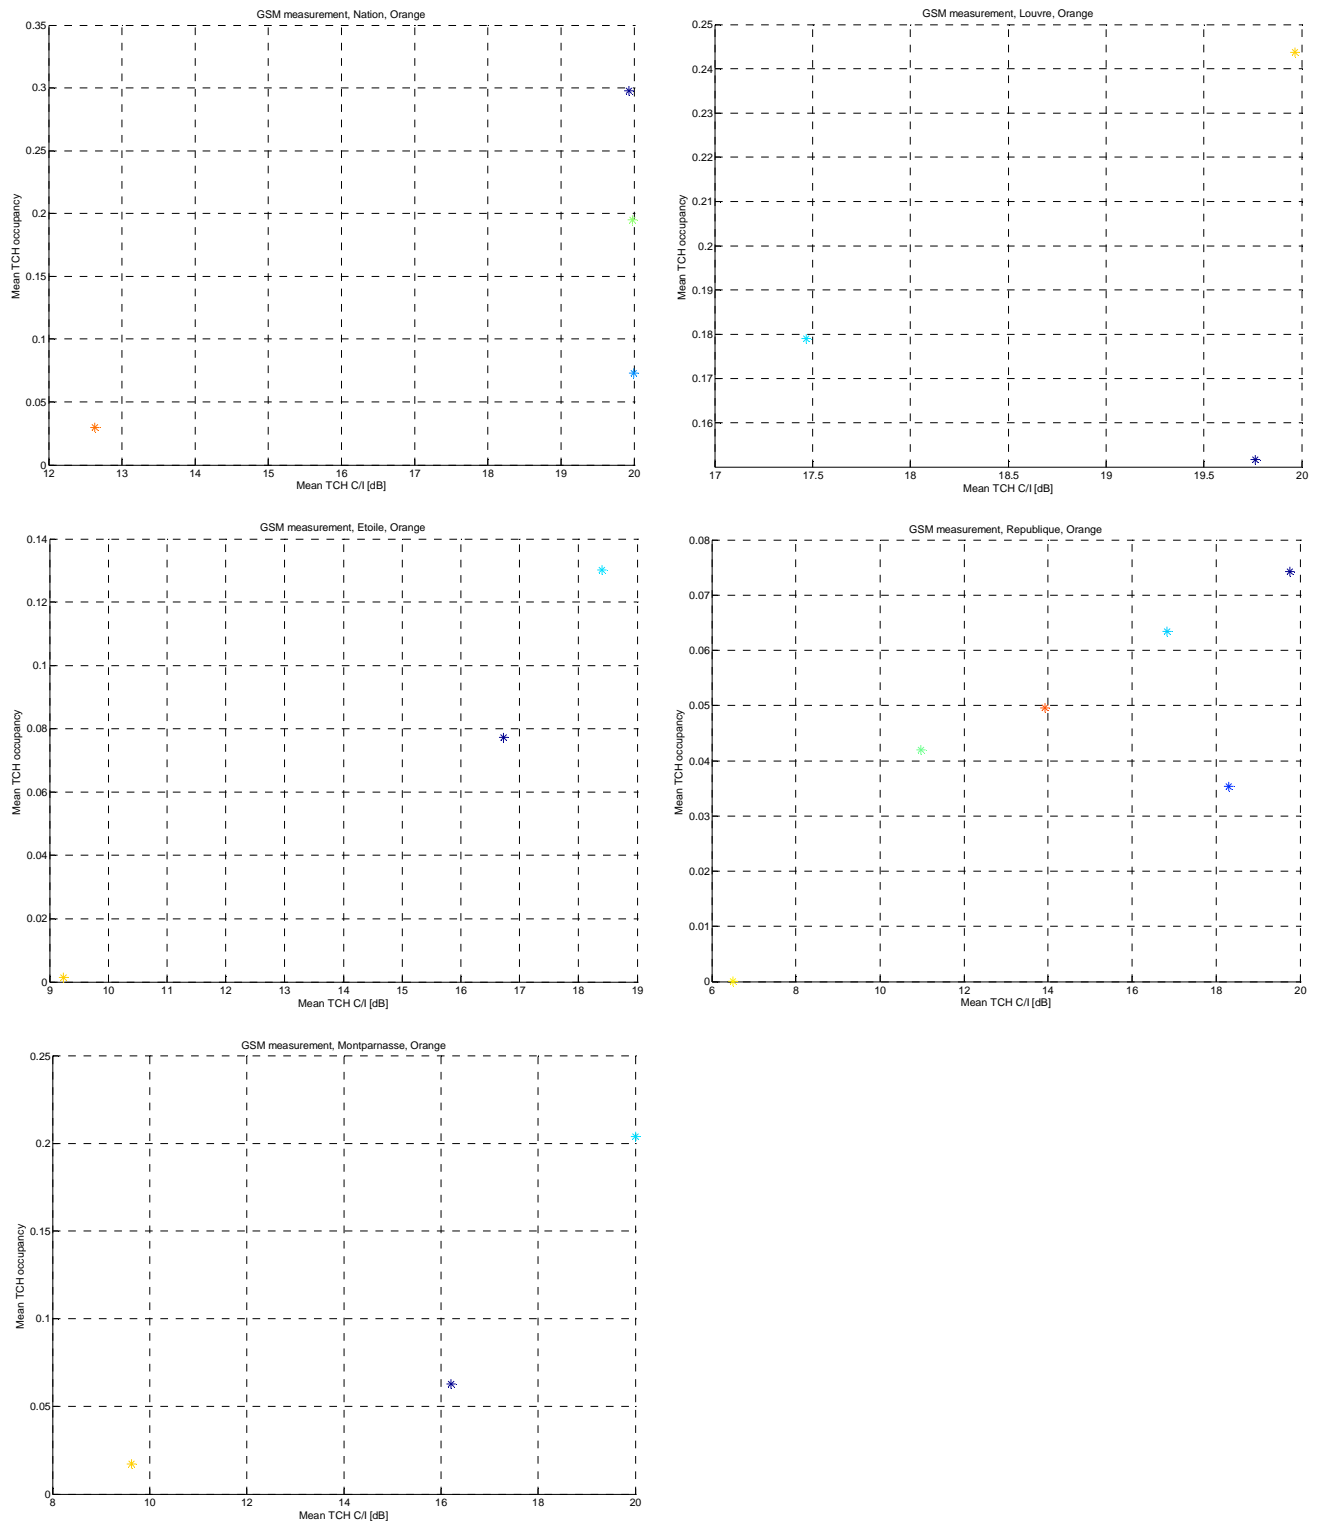 GSM measurement, Nation, Orange
0.35
0.3
0.25
0.2
0.15
0.1
0.05
0
Mean TCH occupancy
12 13 14 15 16 17 18 19 20
Mean TCH C/I [dB]
GSM measurement, Louvre, Orange
0.25
0.24
0.23
0.22
0.21
0.2
0.19
0.18
0.17
0.16
Mean TCH occupancy
17 17.5 18 18.5 19 19.5 20
Mean TCH C/I [dB]
GSM measurement, Etoile, Orange
0.14
0.12
0.1
0.08
0.06
0.04
0.02
0
Mean TCH occupancy
9 10 11 12 13 14 15 16 17 18 19
Mean TCH C/I [dB]
GSM measurement, Republique, Orange
0.08
0.07
0.06
0.05
0.04
0.03
0.02
0.01
0
Mean TCH occupancy
6 8 10 12 14 16 18 20
Mean TCH C/I [dB]
GSM measurement, Montparnasse, Orange
0.25
0.2
0.15
0.1
0.05
0
Mean TCH occupancy
8 10 12 14 16 18 20
Mean TCH C/I [dB]